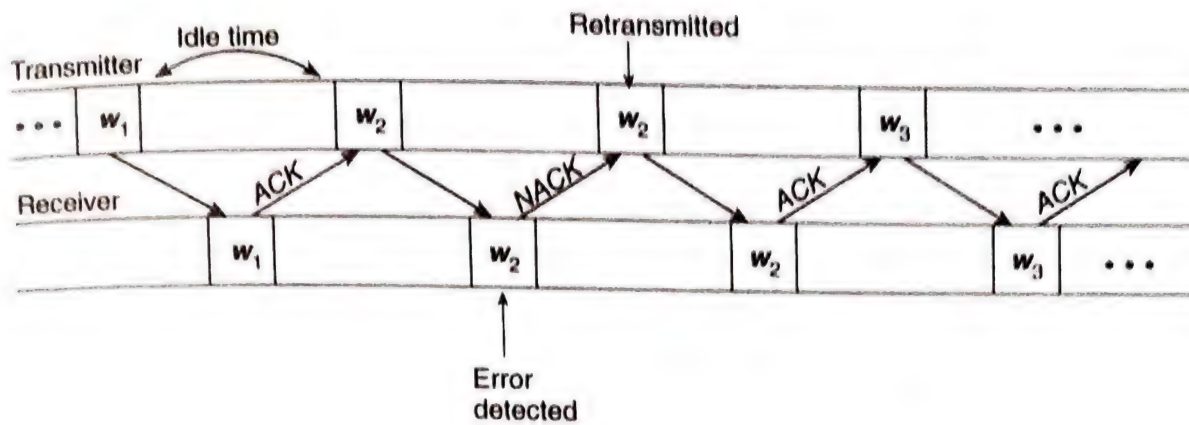 Retransmitted
Idle time
Transmitter
••• w₁ w₂ w₂ w₃ •••
ACK NACK ACK ACK
Receiver
w₁ w₂ w₂ w₃ •••
Error
detected